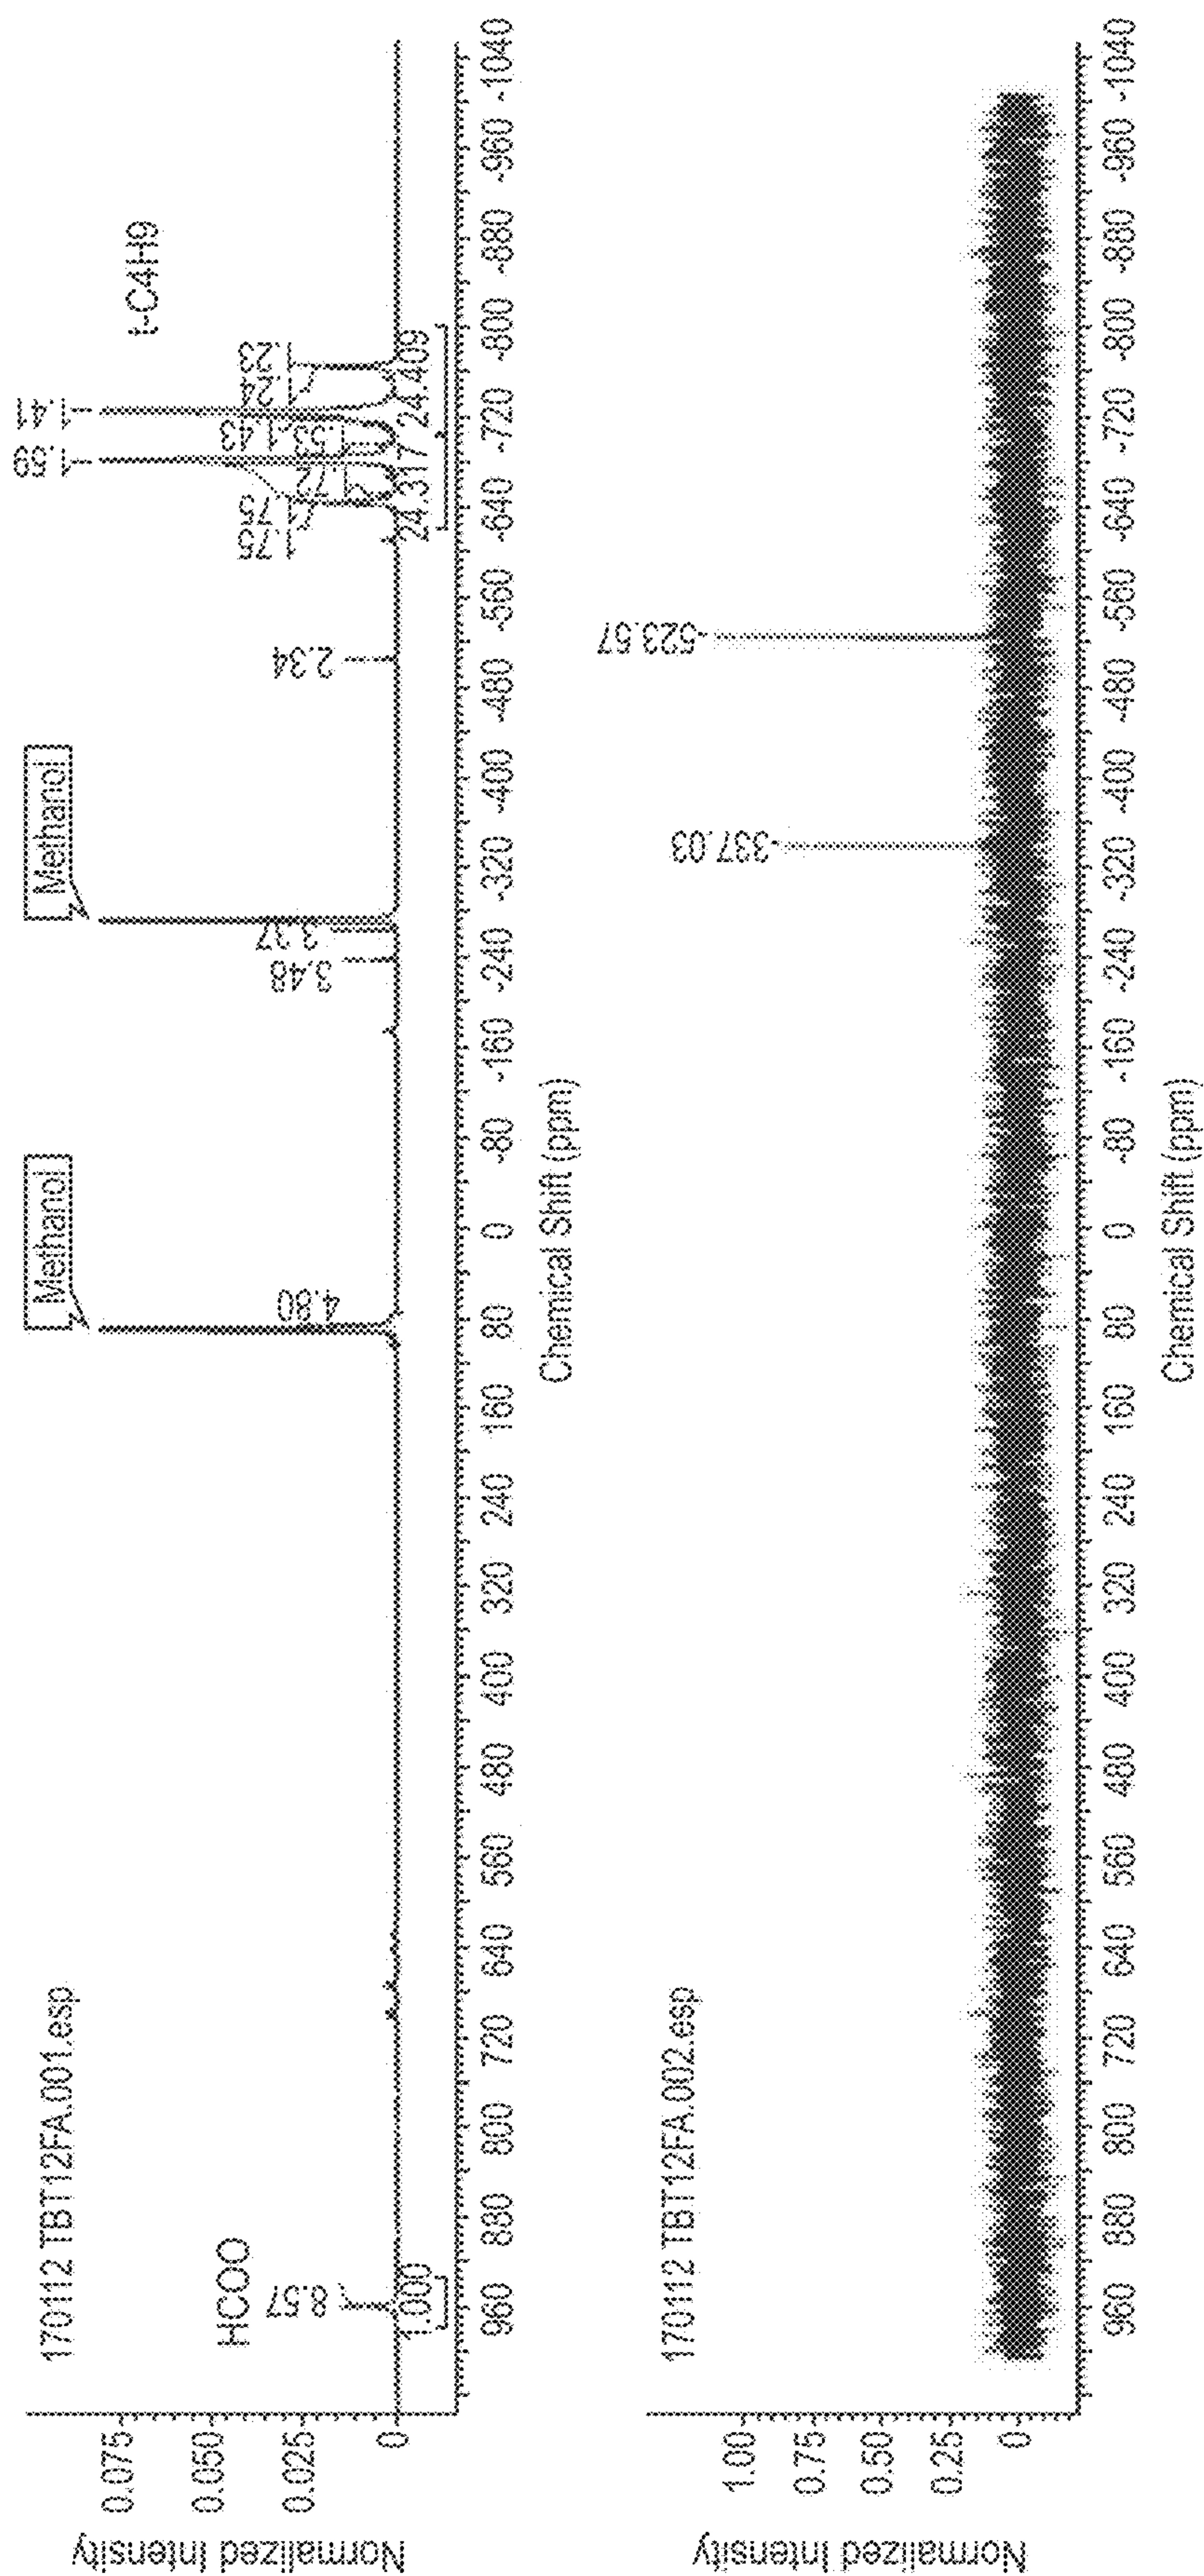 170112 TBT12FA.001.esp
Methanol
Methanol
1.59
1.41
t-C4H9
HCOO
8.57
4.80
3.48
3.37
2.34
1.75
1.75
1.72
1.53
1.43
1.24
1.23
1.000
24.317
24.409
0.075
0.050
0.025
0
Normalized Intensity
960 880 800 720 640 560 480 400 320 240 160 80 0 -80 -160 -240 -320 -400 -480 -560 -640 -720 -800 -880 -960 -1040
Chemical Shift (ppm)
170112 TBT12FA.002.esp
-337.03
-523.57
1.00
0.75
0.50
0.25
0
Normalized Intensity
960 880 800 720 640 560 480 400 320 240 160 80 0 -80 -160 -240 -320 -400 -480 -560 -640 -720 -800 -880 -960 -1040
Chemical Shift (ppm)